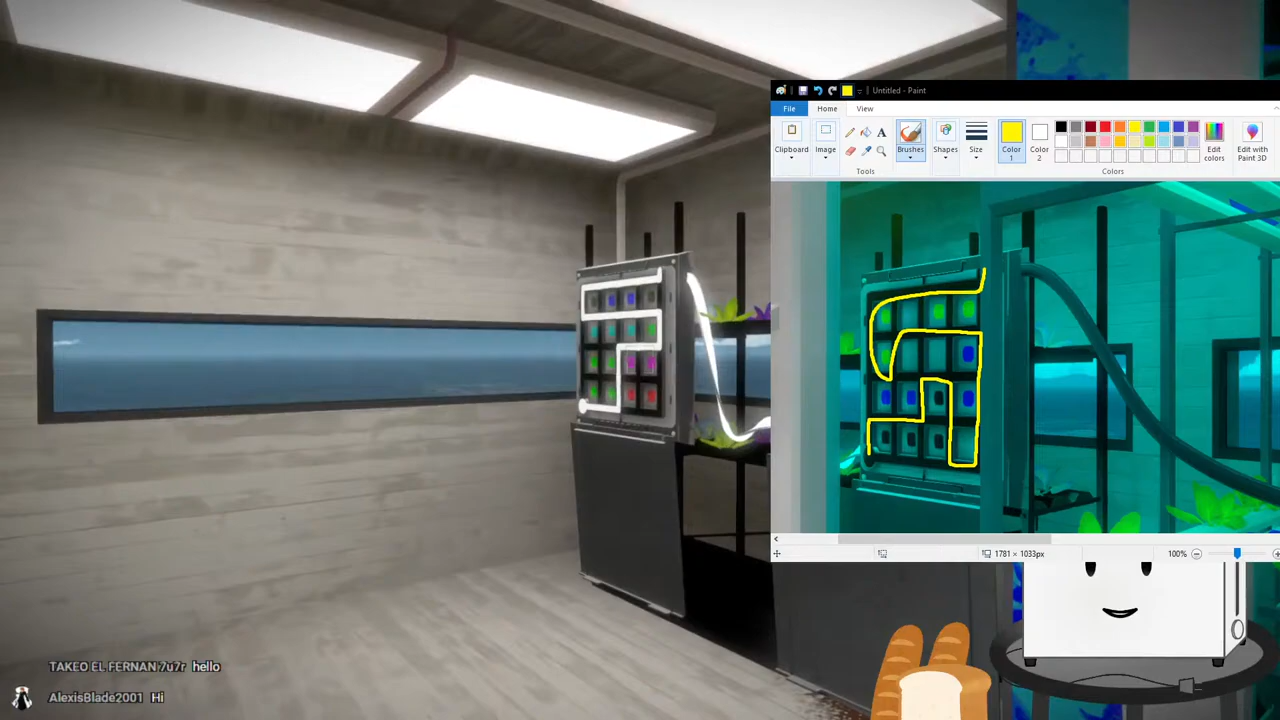 Untitled - Paint
File Home View
Clipboard
Image
A
Brushes
Shapes
Size
Color
1
Color
2
Edit
colors
Edit with
Paint 3D
Tools
Colors
1781 × 1033px
100%
TAKEO EL FERNAN 7u7r hello
AlexisBlade2001 Hi